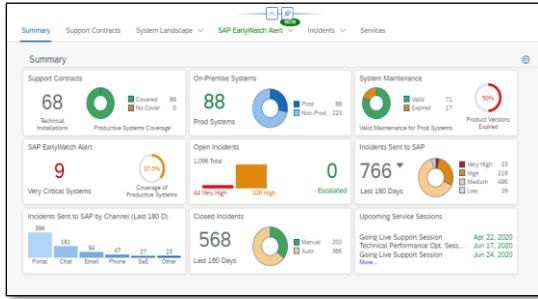 NEW
Summary Support Contracts System Landscape SAP EarlyWatch Alert Incidents Services
Summary
Support Contracts
68
Technical
Installations
Covered 88
No Cover 0
Productive Systems Coverage
On-Premise Systems
88
Prod Systems
Prod 88
Non-Prod 223
System Maintenance
Valid 71
Expired 17
Valid Maintenance for Prod Systems
50%
Product Versions
Expired
SAP EarlyWatch Alert
9
Very Critical Systems
37.5%
Coverage of
Productive Systems
Open Incidents
1,096 Total
44 Very High
336 High
0
Escalated
Incidents Sent to SAP
766
Last 180 Days
Very High 23
High 218
Medium 496
Low 29
Incidents Sent to SAP by Channel (Last 180 D)
396
181
94
47
27
23
Portal Chat Email Phone SaE Other
Closed Incidents
568
Last 180 Days
Manual 202
Auto 366
Upcoming Service Sessions
Going Live Support Session Apr 22, 2020
Technical Performance Opt. Sess... Jun 17, 2020
Going Live Support Session Jun 24, 2020
More...